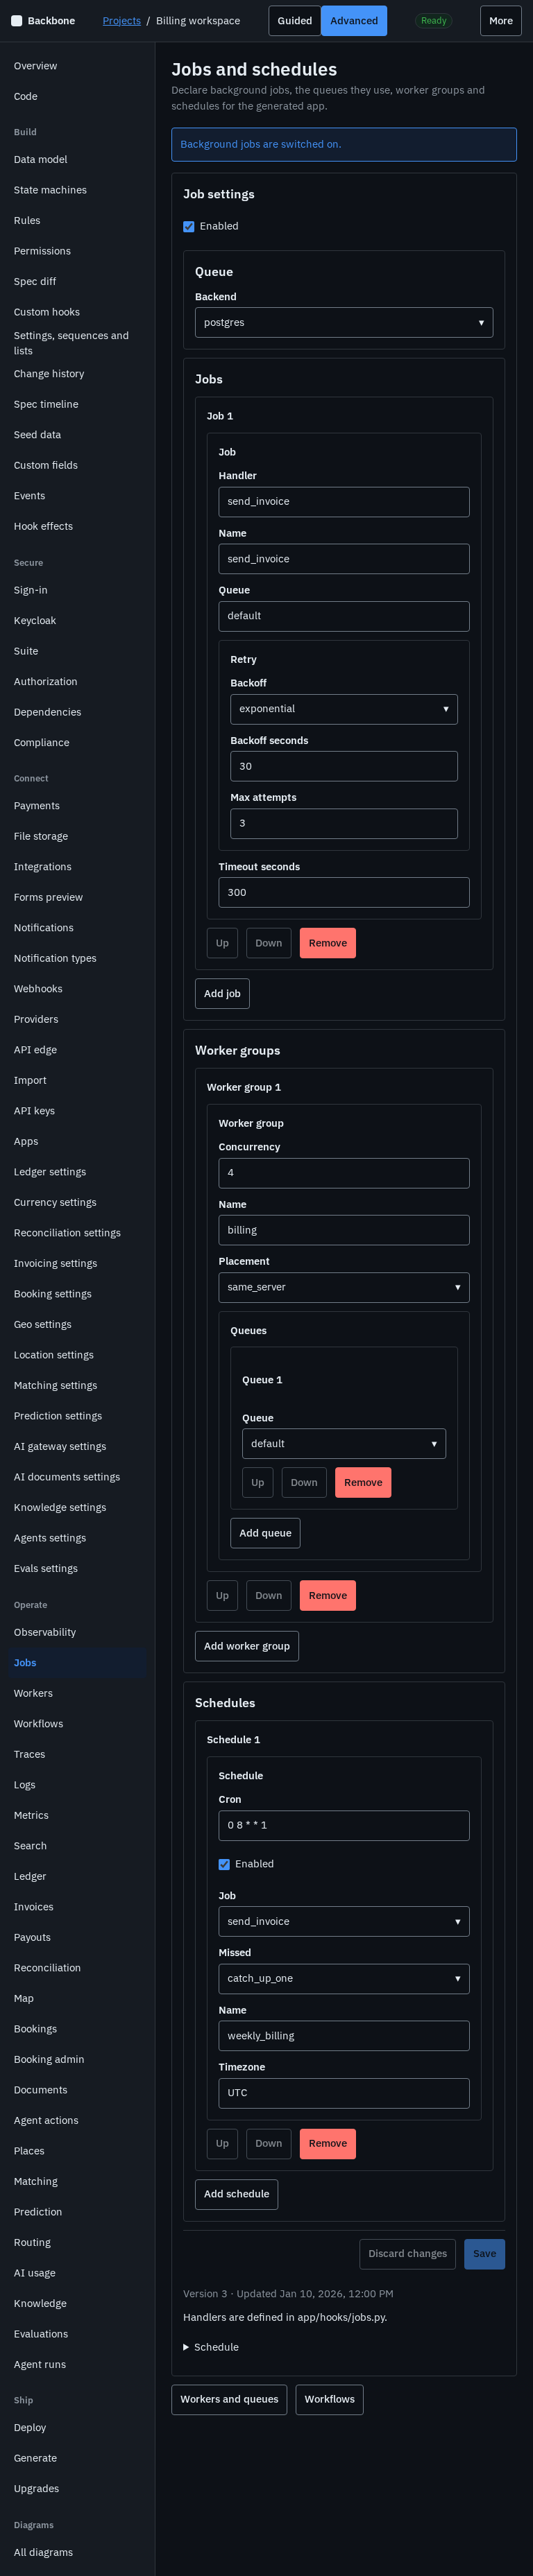 Backbone
Projects / Billing workspace
Guided
Advanced
Ready
More
Overview
Code
Build
Data model
State machines
Rules
Permissions
Spec diff
Custom hooks
Settings, sequences and
lists
Change history
Spec timeline
Seed data
Custom fields
Events
Hook effects
Secure
Sign-in
Keycloak
Suite
Authorization
Dependencies
Compliance
Connect
Payments
File storage
Integrations
Forms preview
Notifications
Notification types
Webhooks
Providers
API edge
Import
API keys
Apps
Ledger settings
Currency settings
Reconciliation settings
Invoicing settings
Booking settings
Geo settings
Location settings
Matching settings
Prediction settings
AI gateway settings
AI documents settings
Knowledge settings
Agents settings
Evals settings
Operate
Observability
Jobs
Workers
Workflows
Traces
Logs
Metrics
Search
Ledger
Invoices
Payouts
Reconciliation
Map
Bookings
Booking admin
Documents
Agent actions
Places
Matching
Prediction
Routing
AI usage
Knowledge
Evaluations
Agent runs
Ship
Deploy
Generate
Upgrades
Diagrams
All diagrams
Jobs and schedules
Declare background jobs, the queues they use, worker groups and
schedules for the generated app.
Background jobs are switched on.
Job settings
Enabled
Queue
Backend
postgres
Jobs
Job 1
Job
Handler
send_invoice
Name
send_invoice
Queue
default
Retry
Backoff
exponential
Backoff seconds
30
Max attempts
3
Timeout seconds
300
Up
Down
Remove
Add job
Worker groups
Worker group 1
Worker group
Concurrency
4
Name
billing
Placement
same_server
Queues
Queue 1
Queue
default
Up
Down
Remove
Add queue
Up
Down
Remove
Add worker group
Schedules
Schedule 1
Schedule
Cron
0 8 * * 1
Enabled
Job
send_invoice
Missed
catch_up_one
Name
weekly_billing
Timezone
UTC
Up
Down
Remove
Add schedule
Discard changes
Save
Version 3 · Updated Jan 10, 2026, 12:00 PM
Handlers are defined in app/hooks/jobs.py.
Schedule
Workers and queues
Workflows